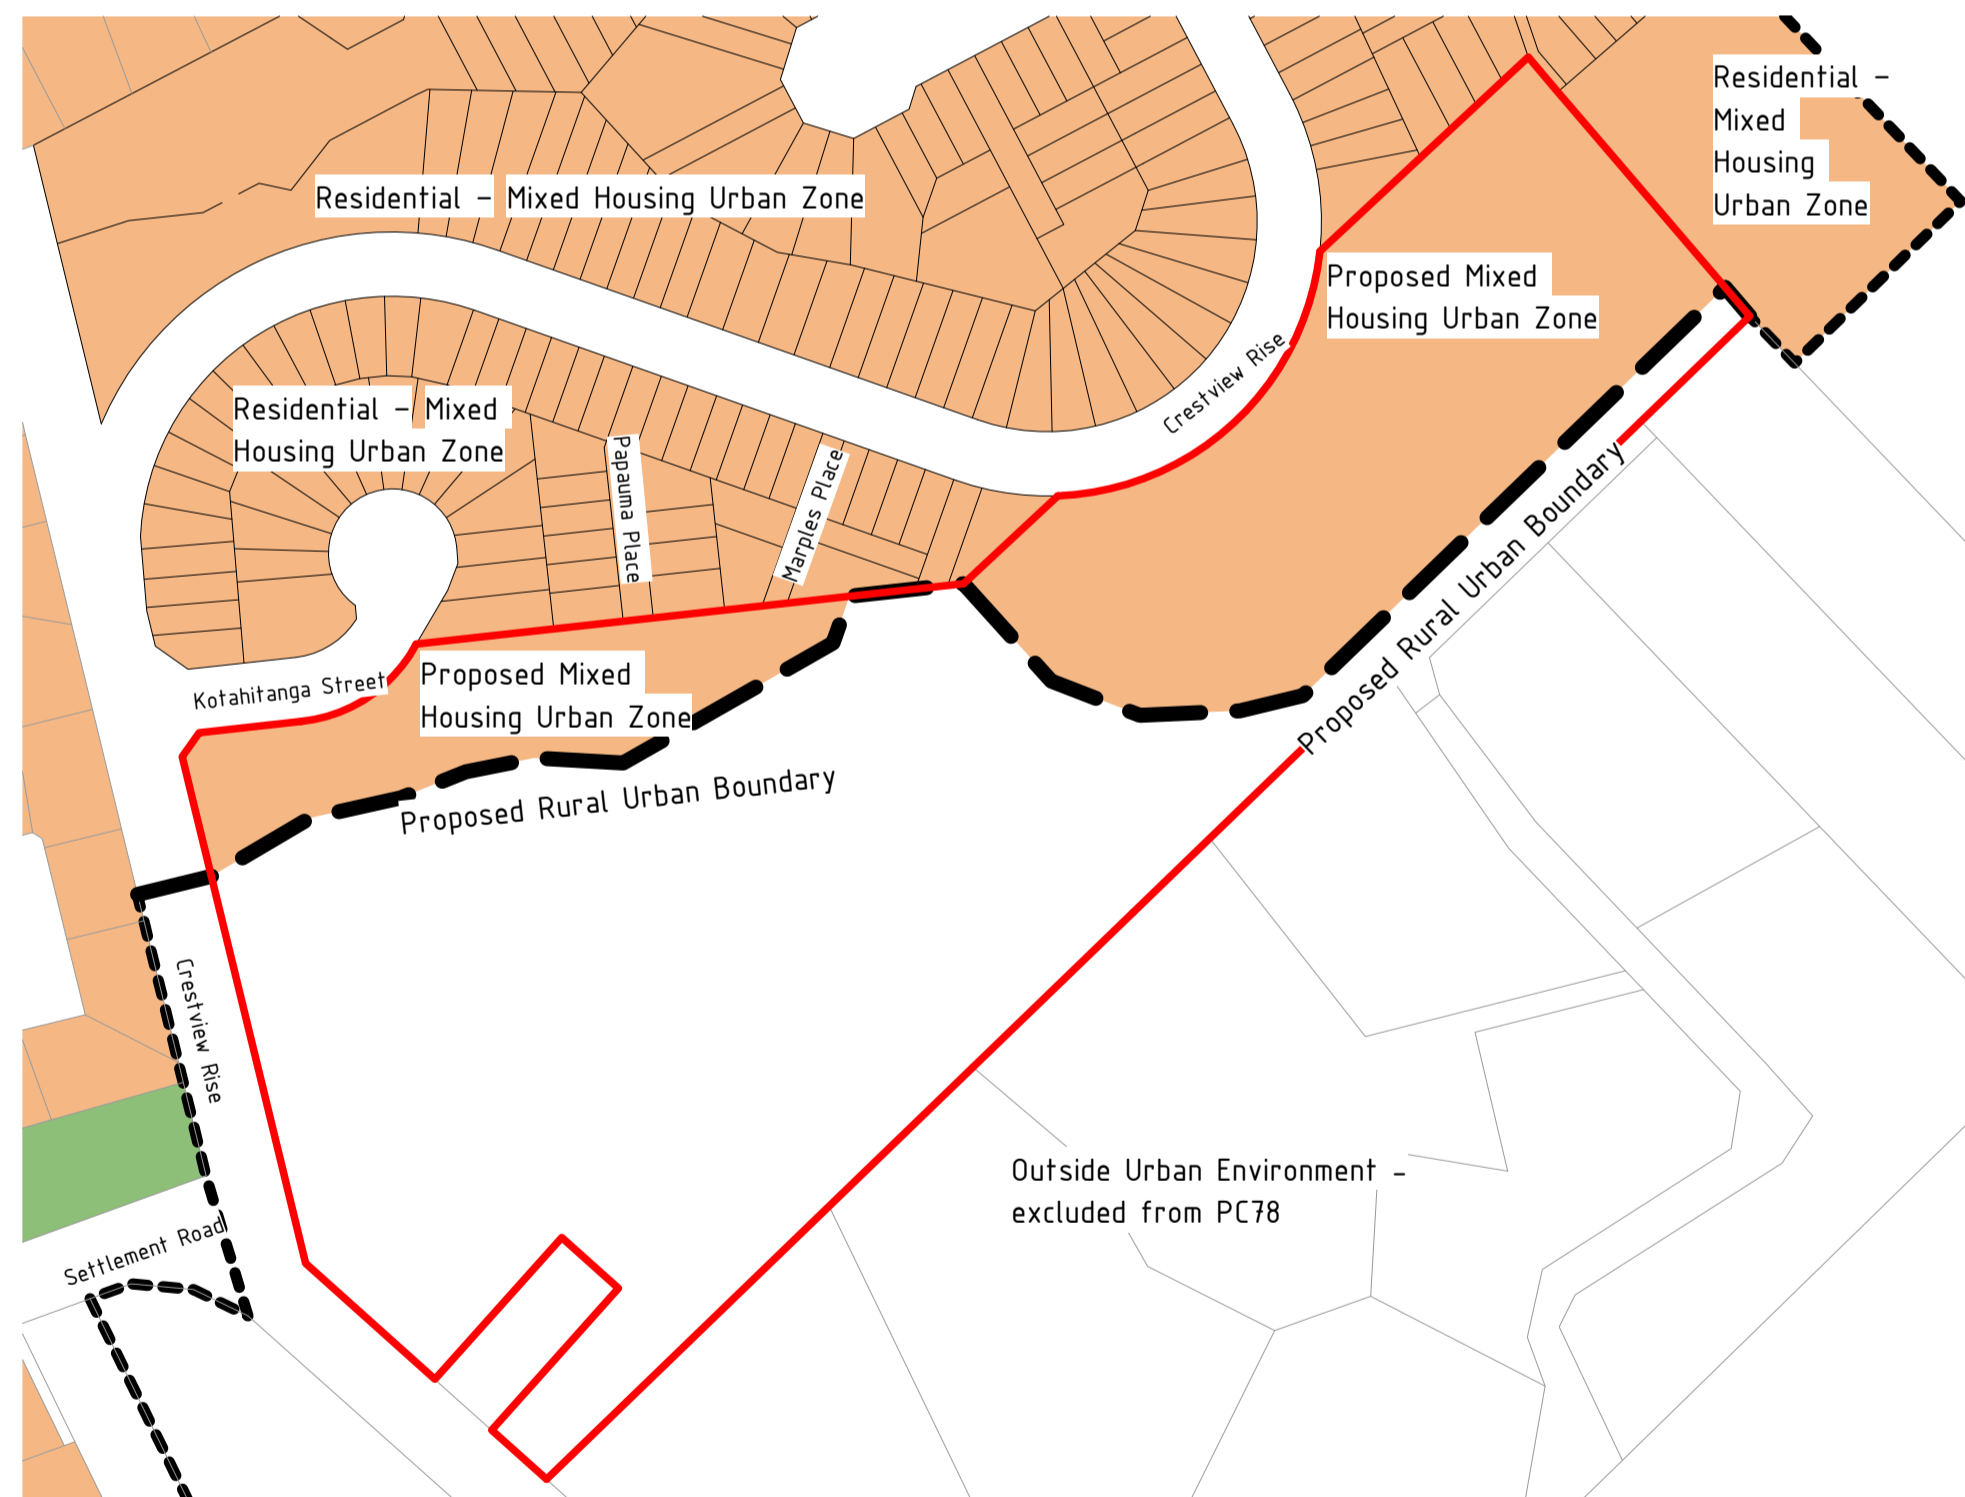 Residential –
Mixed
Housing
Urban Zone
Residential – Mixed Housing Urban Zone
Proposed Mixed
Housing Urban Zone
Crestview Rise
Residential – Mixed
Housing Urban Zone
Papauma Place
Marples Place
Proposed Rural Urban Boundary
Kotahitanga Street
Proposed Mixed
Housing Urban Zone
Proposed Rural Urban Boundary
Crestview Rise
Outside Urban Environment –
excluded from PC78
Settlement Road